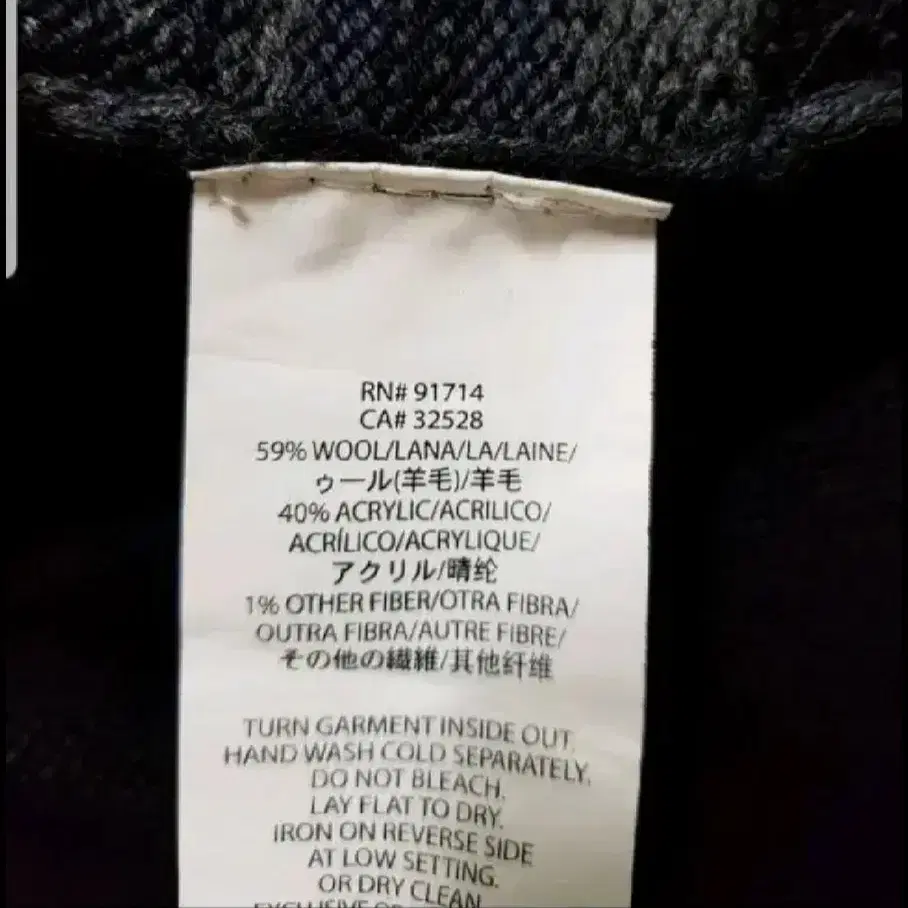 RN# 91714
CA# 32528
59% WOOL/LANA/LA/LAINE/
ゥール(羊毛)/羊毛
40% ACRYLIC/ACRILICO/
ACRÍLICO/ACRYLIQUE/
アクリル/晴纶
1% OTHER FIBER/OTRA FIBRA/
OUTRA FIBRA/AUTRE FIBRE/
その他の繊維/其他纤维
TURN GARMENT INSIDE OUT.
HAND WASH COLD SEPARATELY.
DO NOT BLEACH.
LAY FLAT TO DRY.
IRON ON REVERSE SIDE
AT LOW SETTING.
OR DRY CLEAN